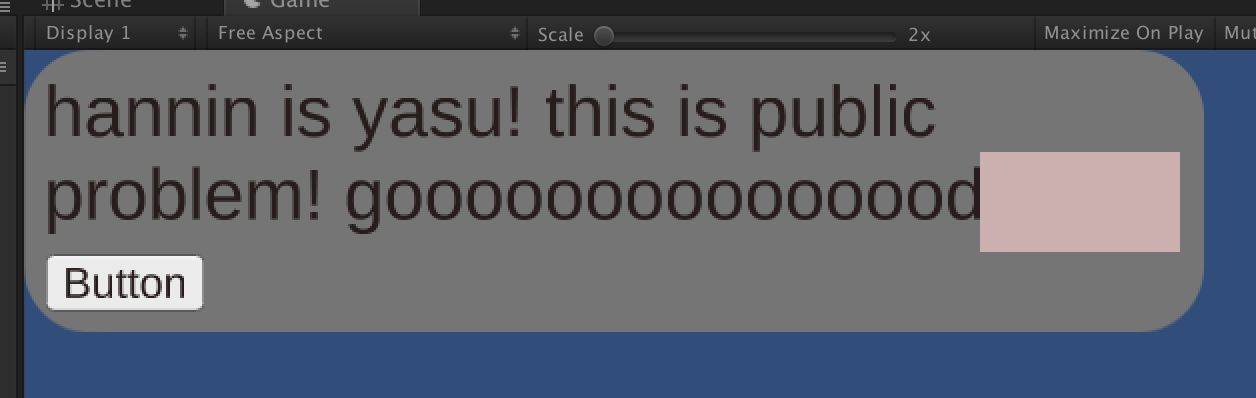 Scene Game
Display 1 Free Aspect Scale 2x Maximize On Play Mut
hannin is yasu! this is public
problem! goooooooooooooood
Button